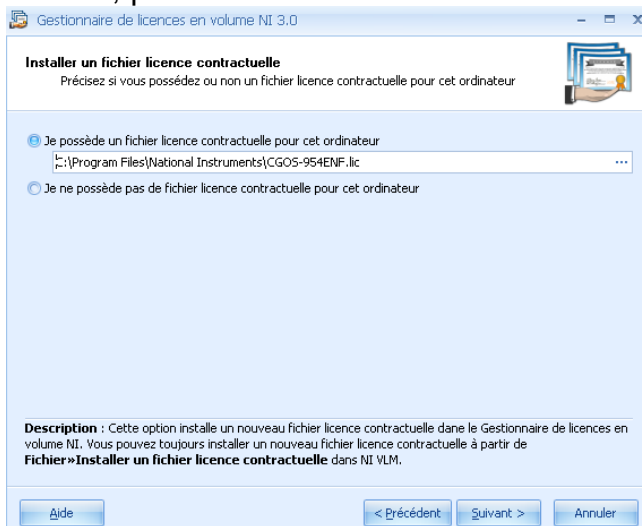 Gestionnaire de licences en volume NI 3.0
Installer un fichier licence contractuelle
Précisez si vous possédez ou non un fichier licence contractuelle pour cet ordinateur
Je possède un fichier licence contractuelle pour cet ordinateur
C:\Program Files\National Instruments\CGOS-954ENF.lic ...
Je ne possède pas de fichier licence contractuelle pour cet ordinateur
Description : Cette option installe un nouveau fichier licence contractuelle dane le Gestionnaire de licences en
volume NI. Vous pouvez toujours installer un nouveau fichier licence contractuelle à partir de
Fichier»Installer un fichier licence contractuelle dans NI VLM.
Aide < Précédent Suivant > Annuler